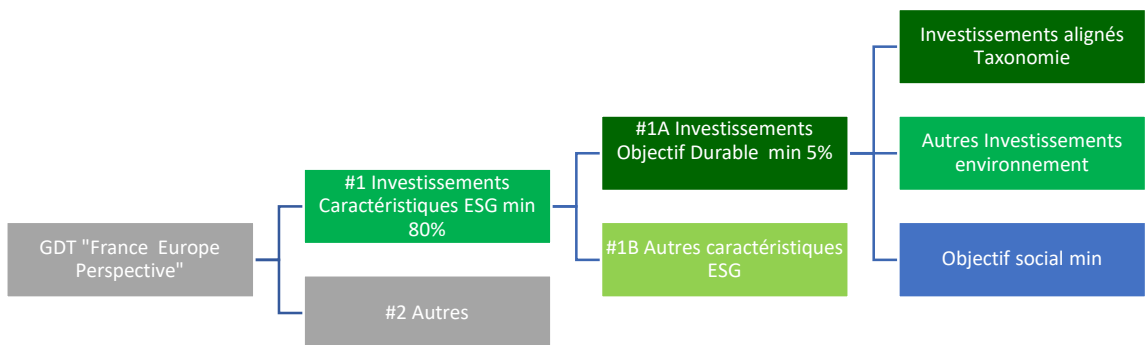 GDT "France Europe
Perspective"
#1 Investissements
Caractéristiques ESG min
80%
#2 Autres
#1A Investissements
Objectif Durable min 5%
#1B Autres caractéristiques
ESG
Investissements alignés
Taxonomie
Autres Investissements
environnement
Objectif social min